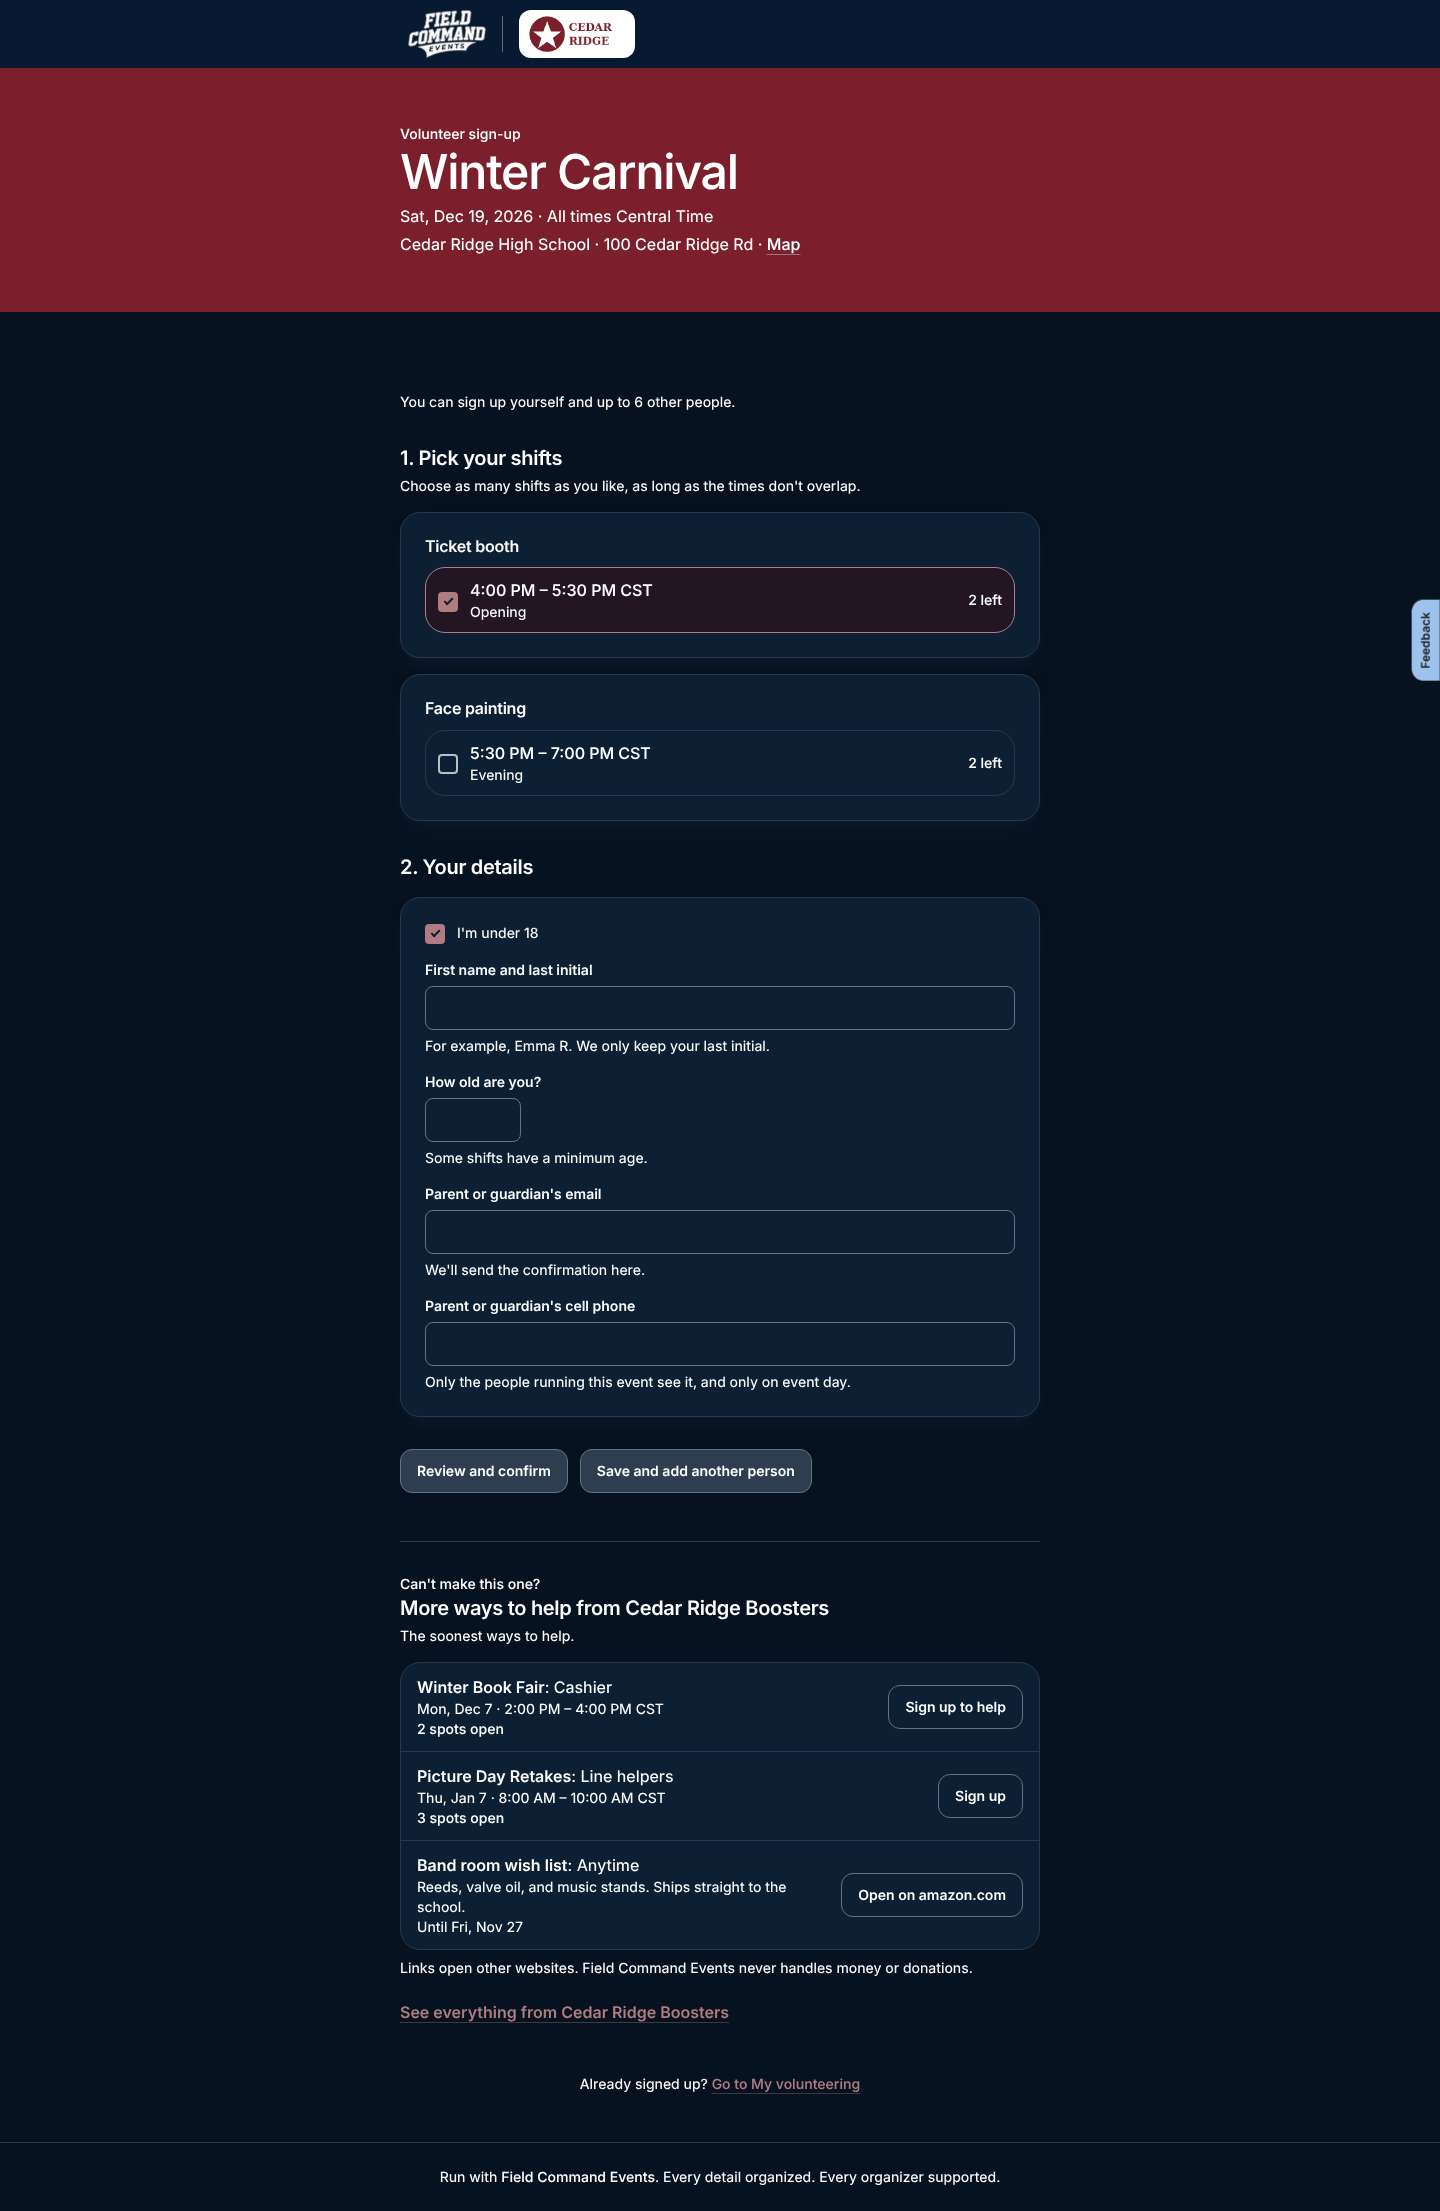 FIELD
COMMAND
EVENTS
CEDAR
RIDGE
Volunteer sign-up
Winter Carnival
Sat, Dec 19, 2026 · All times Central Time
Cedar Ridge High School · 100 Cedar Ridge Rd · Map
You can sign up yourself and up to 6 other people.
1. Pick your shifts
Choose as many shifts as you like, as long as the times don't overlap.
Ticket booth
4:00 PM – 5:30 PM CST
Opening
2 left
Face painting
5:30 PM – 7:00 PM CST
Evening
2 left
Feedback
2. Your details
I'm under 18
First name and last initial
For example, Emma R. We only keep your last initial.
How old are you?
Some shifts have a minimum age.
Parent or guardian's email
We'll send the confirmation here.
Parent or guardian's cell phone
Only the people running this event see it, and only on event day.
Review and confirm
Save and add another person
Can't make this one?
More ways to help from Cedar Ridge Boosters
The soonest ways to help.
Winter Book Fair: Cashier
Mon, Dec 7 · 2:00 PM – 4:00 PM CST
2 spots open
Sign up to help
Picture Day Retakes: Line helpers
Thu, Jan 7 · 8:00 AM – 10:00 AM CST
3 spots open
Sign up
Band room wish list: Anytime
Reeds, valve oil, and music stands. Ships straight to the
school.
Until Fri, Nov 27
Open on amazon.com
Links open other websites. Field Command Events never handles money or donations.
See everything from Cedar Ridge Boosters
Already signed up? Go to My volunteering
Run with Field Command Events. Every detail organized. Every organizer supported.